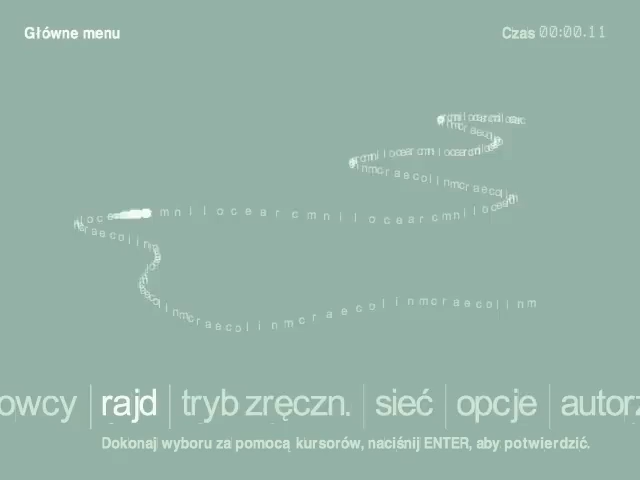 Główne menu
Czas 00:00.11
owcy rajd tryb zręczn. sieć opcje autorz
Dokonaj wyboru za pomocą kursorów, naciśnij ENTER, aby potwierdzić.